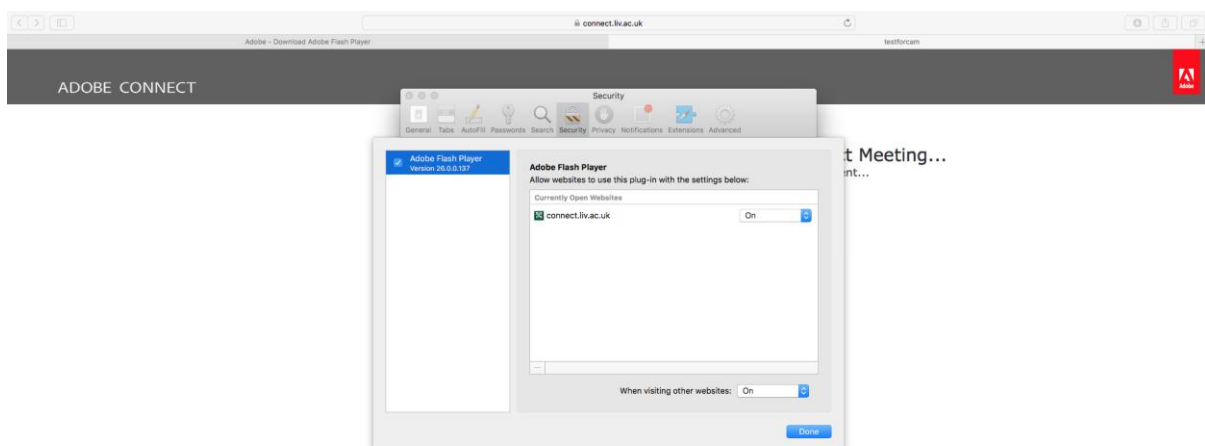 connect.liv.ac.uk
Adobe - Download Adobe Flash Player
testforcam
ADOBE CONNECT
Adobe
Security
General Tabs AutoFill Passwords Search Security Privacy Notifications Extensions Advanced
t Meeting...
ent...
Adobe Flash Player
Version 26.0.0.137
Adobe Flash Player
Allow websites to use this plug-in with the settings below:
Currently Open Websites
connect.liv.ac.uk On
When visiting other websites: On
Done